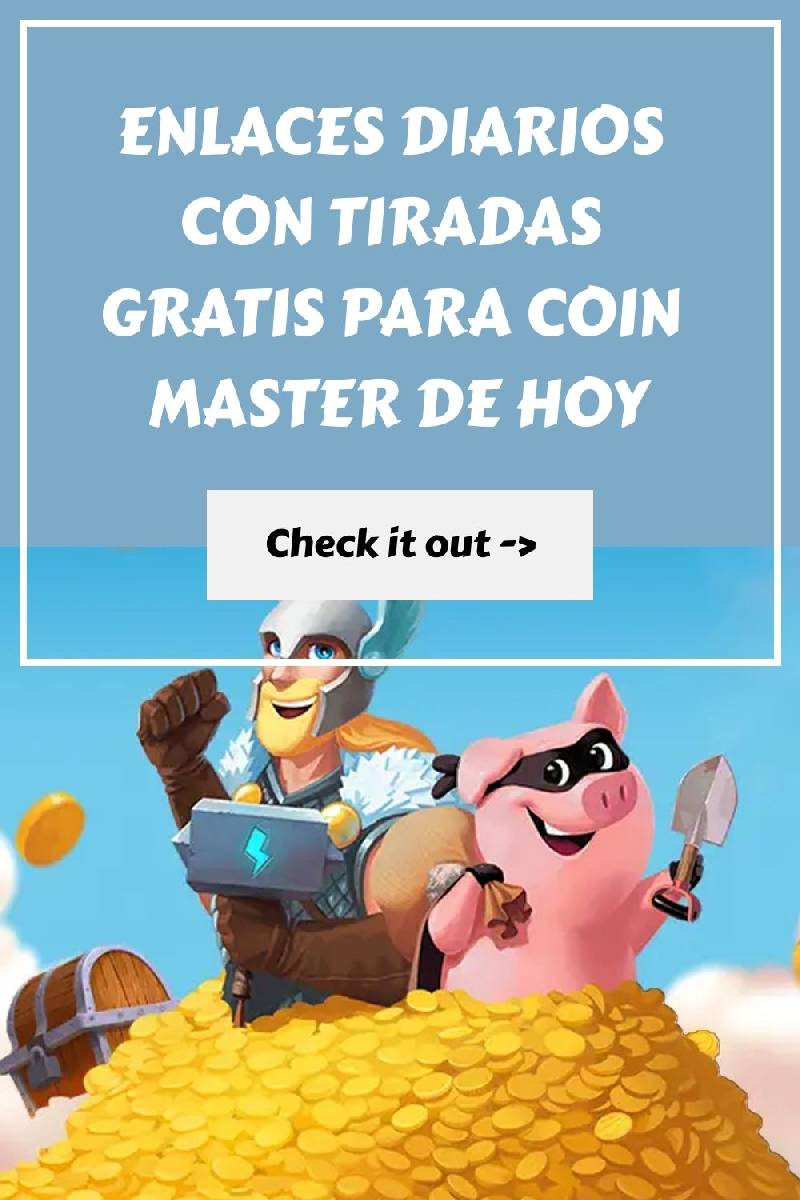 ENLACES DIARIOS
CON TIRADAS
GRATIS PARA COIN
MASTER DE HOY
Check it out ->